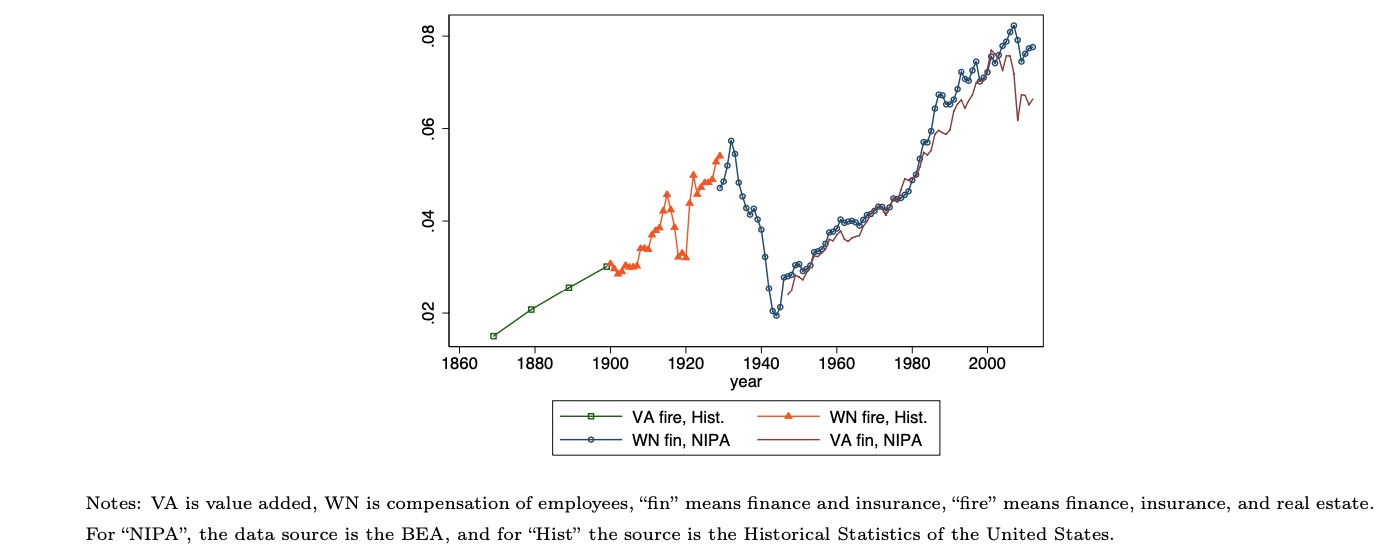 .08
.06
.04
.02
1860 1880 1900 1920 1940 1960 1980 2000
year
VA fire, Hist. WN fire, Hist.
WN fin, NIPA VA fin, NIPA
Notes: VA is value added, WN is compensation of employees, “fin” means finance and insurance, “fire” means finance, insurance, and real estate.
For “NIPA”, the data source is the BEA, and for “Hist” the source is the Historical Statistics of the United States.